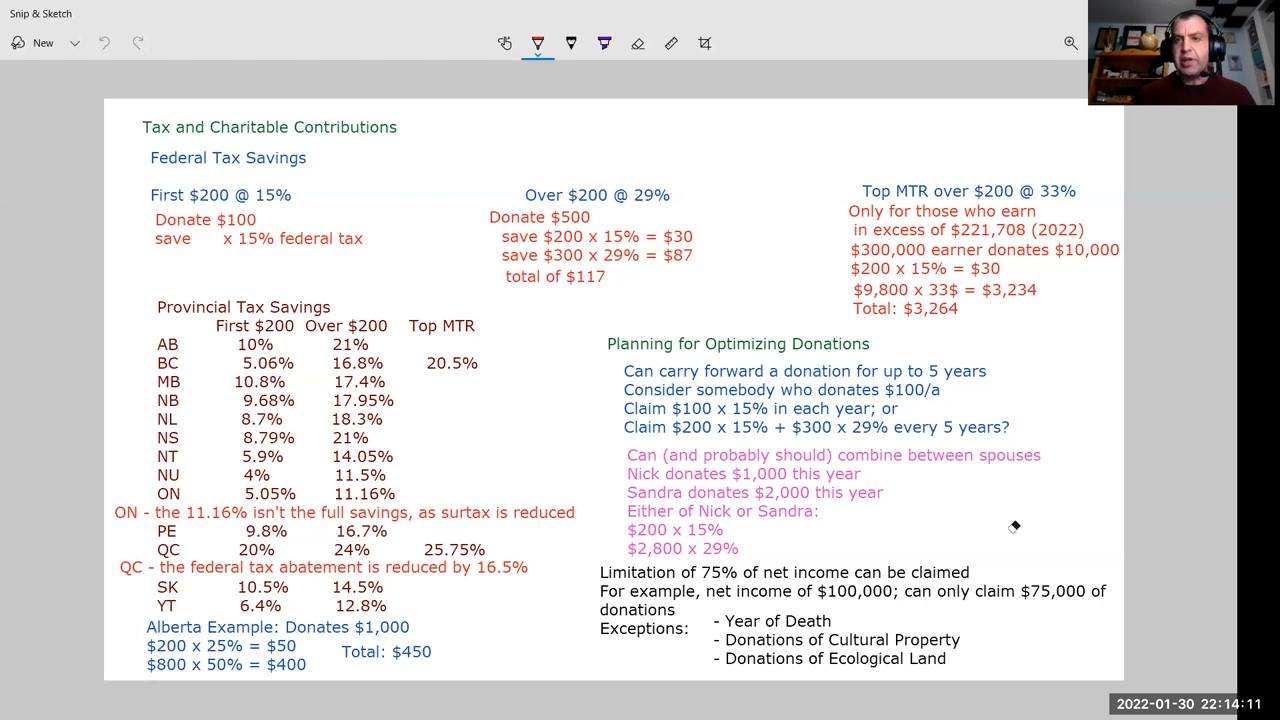 Snip & Sketch
New
Tax and Charitable Contributions
Federal Tax Savings
First $200 @ 15%
Donate $100
save x 15% federal tax
Over $200 @ 29%
Donate $500
save $200 x 15% = $30
save $300 x 29% = $87
total of $117
Top MTR over $200 @ 33%
Only for those who earn
in excess of $221,708 (2022)
$300,000 earner donates $10,000
$200 x 15% = $30
$9,800 x 33$ = $3,234
Total: $3,264
Provincial Tax Savings
First $200 Over $200 Top MTR
AB 10% 21%
BC 5.06% 16.8% 20.5%
MB 10.8% 17.4%
NB 9.68% 17.95%
NL 8.7% 18.3%
NS 8.79% 21%
NT 5.9% 14.05%
NU 4% 11.5%
ON 5.05% 11.16%
ON - the 11.16% isn't the full savings, as surtax is reduced
PE 9.8% 16.7%
QC 20% 24% 25.75%
QC - the federal tax abatement is reduced by 16.5%
SK 10.5% 14.5%
YT 6.4% 12.8%
Alberta Example: Donates $1,000
$200 x 25% = $50
$800 x 50% = $400
Total: $450
Planning for Optimizing Donations
Can carry forward a donation for up to 5 years
Consider somebody who donates $100/a
Claim $100 x 15% in each year; or
Claim $200 x 15% + $300 x 29% every 5 years?
Can (and probably should) combine between spouses
Nick donates $1,000 this year
Sandra donates $2,000 this year
Either of Nick or Sandra:
$200 x 15%
$2,800 x 29%
Limitation of 75% of net income can be claimed
For example, net income of $100,000; can only claim $75,000 of
donations
Exceptions:
- Year of Death
- Donations of Cultural Property
- Donations of Ecological Land
2022-01-30 22:14:11